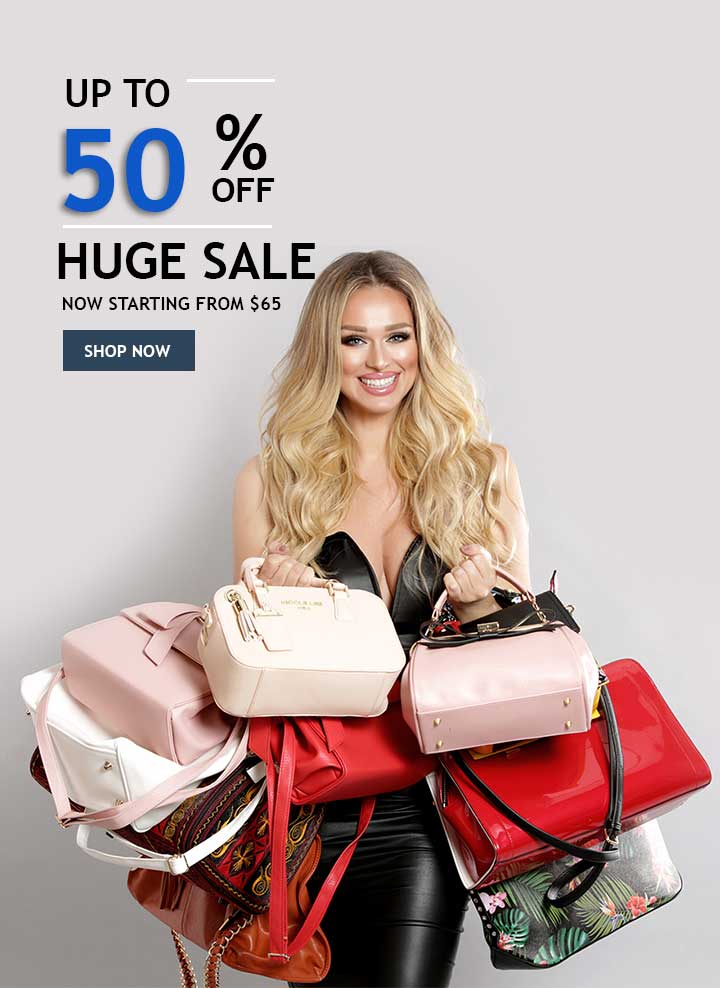 UP TO
50 % OFF
HUGE SALE
NOW STARTING FROM $65
SHOP NOW